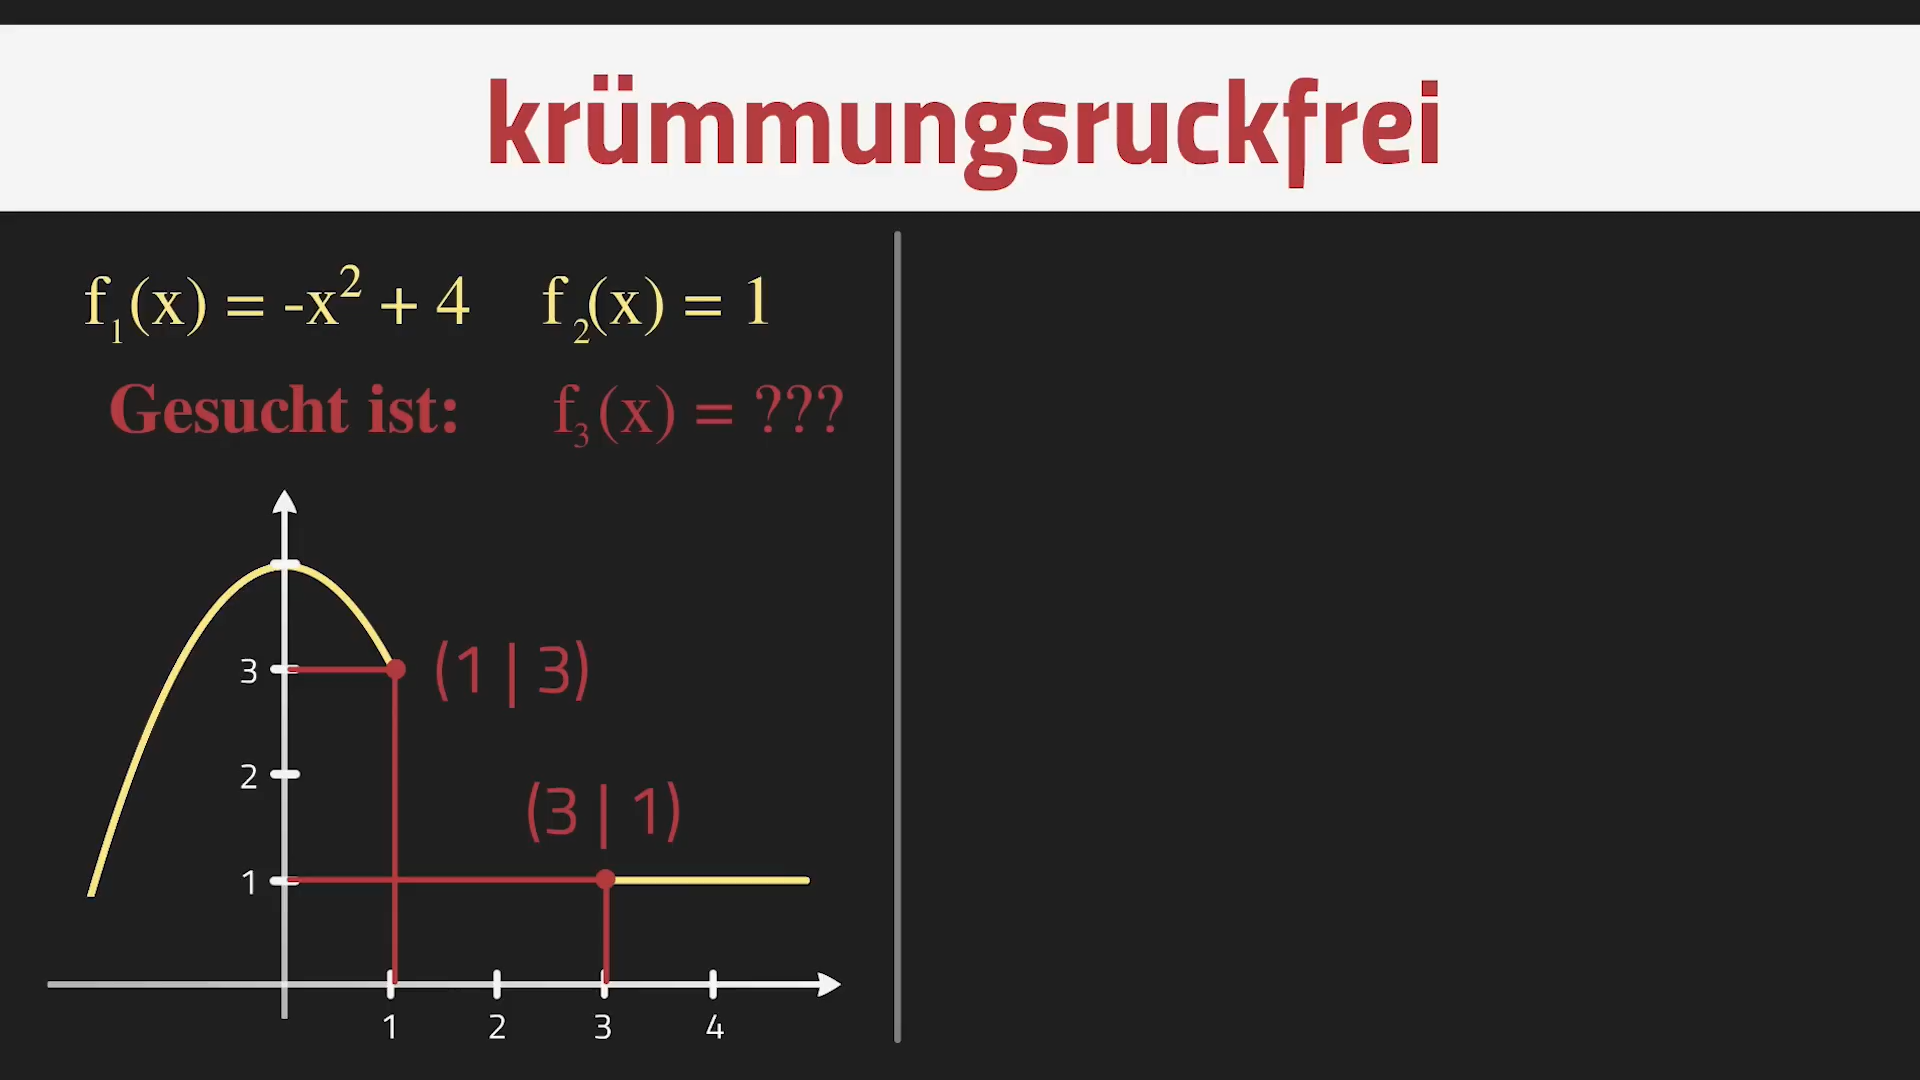 krümmungsruckfrei
f₁(x) = -x² + 4 f₂(x) = 1
Gesucht ist: f₃(x) = ???
3 (1 | 3)
2
(3 | 1)
1
1 2 3 4